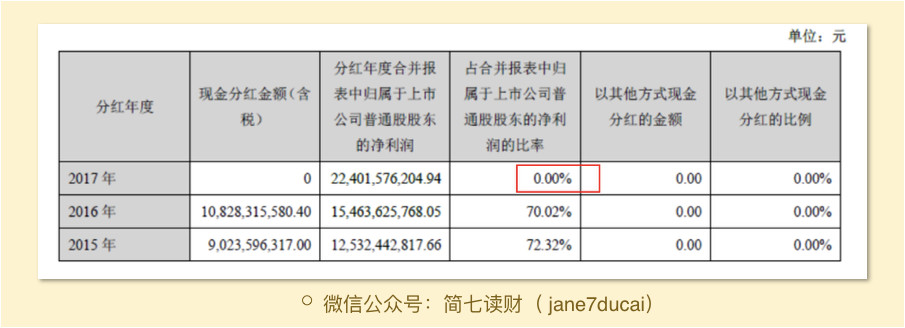 单位：元
分红年度 现金分红金额（含税） 分红年度合并报表中归属于上市公司普通股股东的净利润 占合并报表中归属于上市公司普通股股东的净利润的比率 以其他方式现金分红的金额 以其他方式现金分红的比例
2017 年 0 22,401,576,204.94 0.00% 0.00 0.00%
2016 年 10,828,315,580.40 15,463,625,768.05 70.02% 0.00 0.00%
2015 年 9,023,596,317.00 12,532,442,817.66 72.32% 0.00 0.00%
微信公众号：简七读财（ jane7ducai）